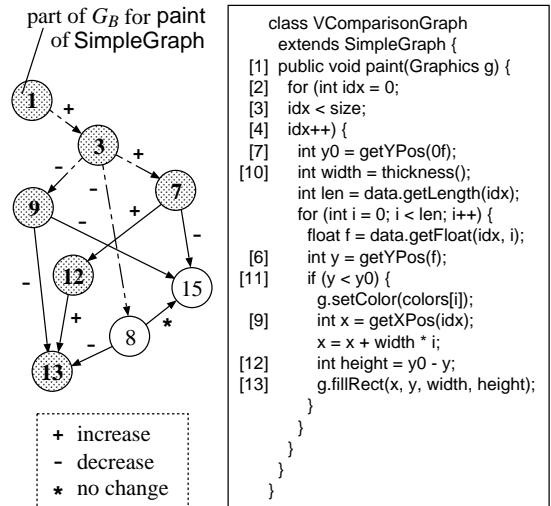 part of G_B for paint
of SimpleGraph
1
+
3
-
-
+
9
7
-
+
-
-
12
15
+
8
*
-
13
+ increase
- decrease
* no change
class VComparisonGraph
extends SimpleGraph {
[1] public void paint(Graphics g) {
[2] for (int idx = 0;
[3] idx < size;
[4] idx++) {
[7] int y0 = getYPos(0f);
[10] int width = thickness();
int len = data.getLength(idx);
for (int i = 0; i < len; i++) {
float f = data.getFloat(idx, i);
[6] int y = getYPos(f);
[11] if (y < y0) {
g.setColor(colors[i]);
[9] int x = getXPos(idx);
x = x + width * i;
[12] int height = y0 - y;
[13] g.fillRect(x, y, width, height);
}
}
}
}
}